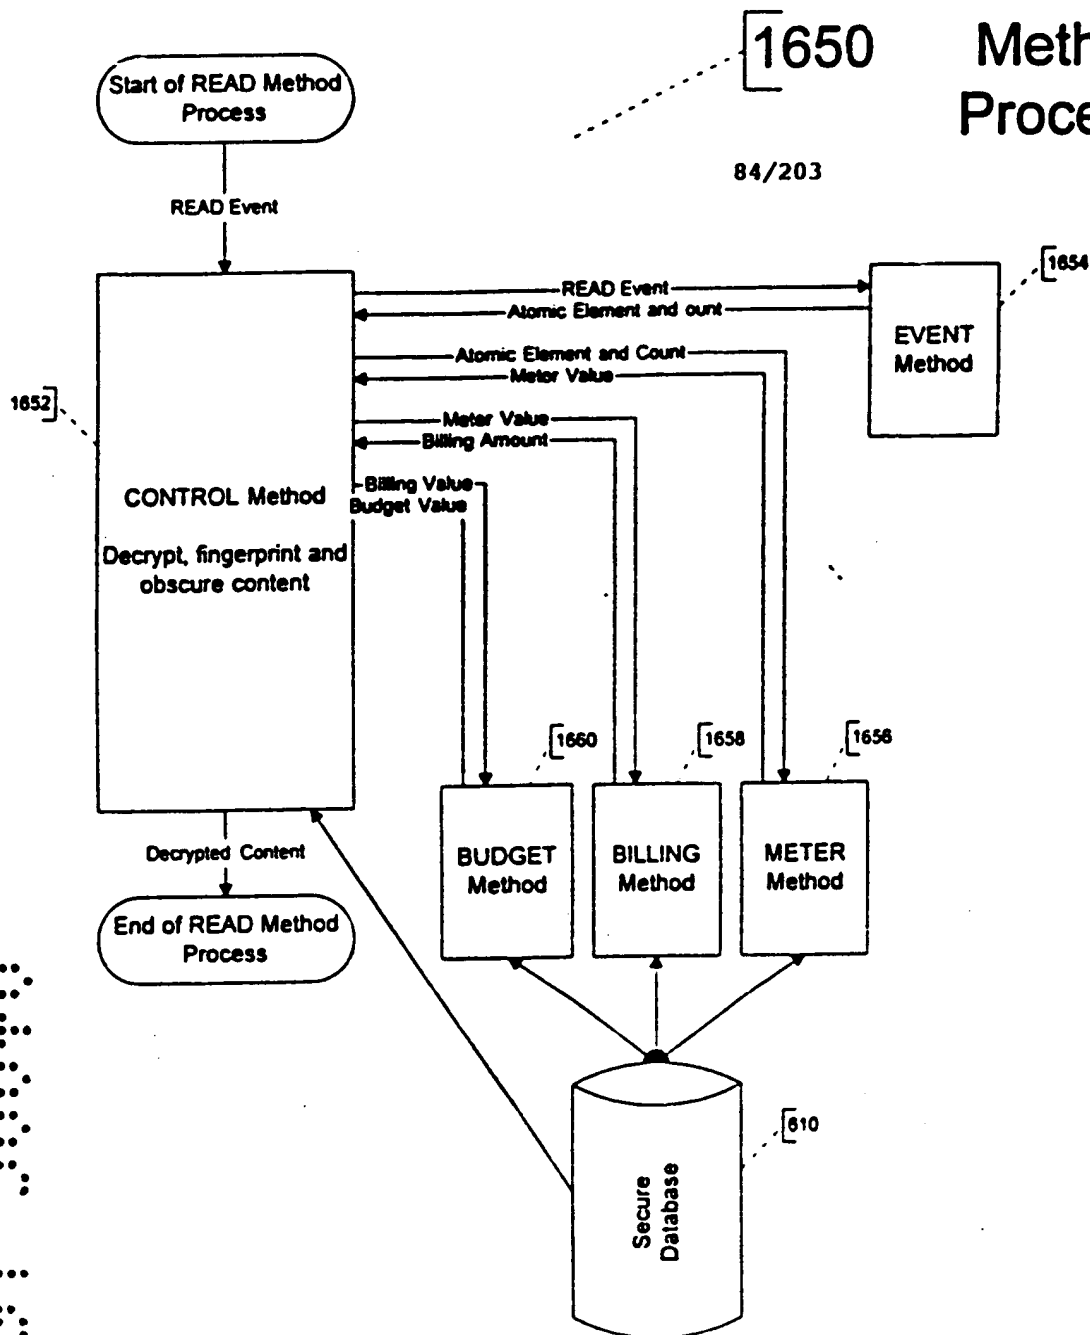 1650 Meth
Proce
84/203
Start of READ Method
Process
READ Event
READ Event
Atomic Element and ount
Atomic Element and Count
Meter Value
Meter Value
Billing Amount
Billing Value
Budget Value
1654
EVENT
Method
1652
CONTROL Method
Decrypt, fingerprint and
obscure content
1660
1658
1656
BUDGET
Method
BILLING
Method
METER
Method
Decrypted Content
End of READ Method
Process
610
Secure
Database